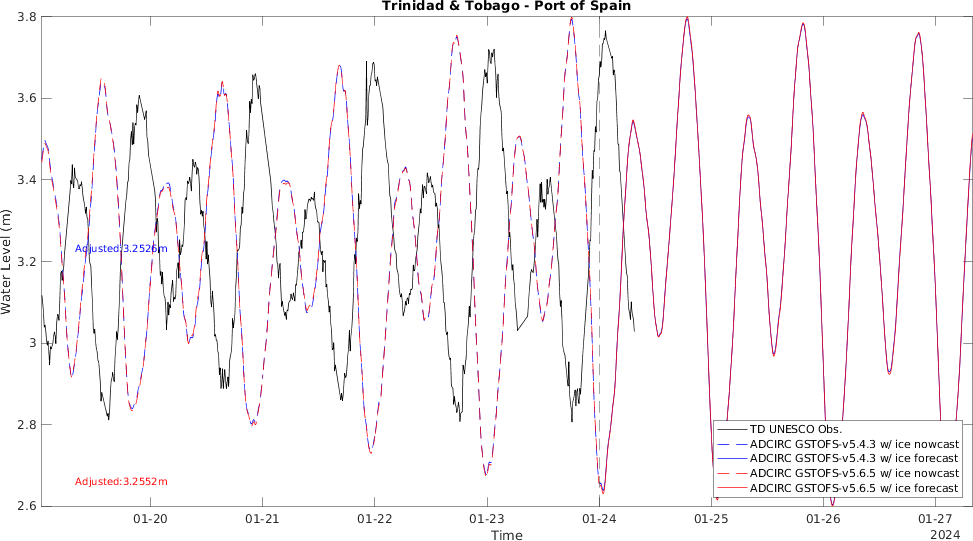 Trinidad & Tobago - Port of Spain
3.8
3.6
3.4
3.2
3
2.8
2.6
Water Level (m)
Adjusted:3.2526m
Adjusted:3.2552m
TD UNESCO Obs.
ADCIRC GSTOFS-v5.4.3 w/ ice nowcast
ADCIRC GSTOFS-v5.4.3 w/ ice forecast
ADCIRC GSTOFS-v5.6.5 w/ ice nowcast
ADCIRC GSTOFS-v5.6.5 w/ ice forecast
01-20 01-21 01-22 01-23 01-24 01-25 01-26 01-27
Time
2024